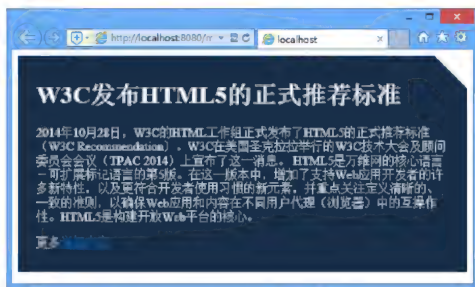 http://localhost:8080/
localhost
W3C发布HTML5的正式推荐标准
2014年10月28日，W3C的HTML工作组正式发布了HTML5的正式推荐标准
（W3C Recommendation）。W3C在美国圣克拉拉举行的W3C技术大会及顾问
委员会会议（TPAC 2014）上宣布了这一消息。HTML5是万维网的核心语言
－可扩展标记语言的第5版。在这一版本中，增加了支持Web应用开发者的许
多新特性，以及更符合开发者使用习惯的新元素，并重点关注定义清晰的、
一致的准则，以确保Web应用和内容在不同用户代理（浏览器）中的互操作
性。HTML5是构建开放Web平台的核心。
更多